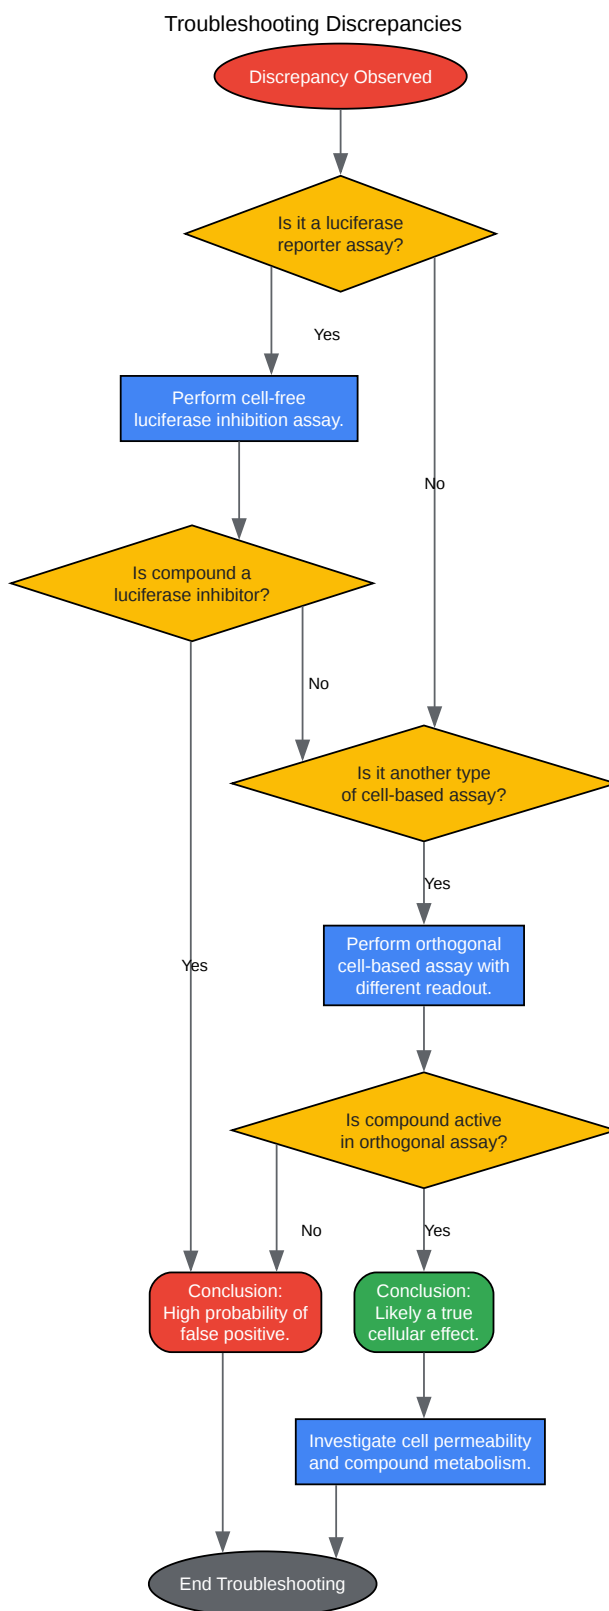 Troubleshooting Discrepancies
Discrepancy Observed
Is it a luciferase
reporter assay?
Yes
Perform cell-free
luciferase inhibition assay.
No
Is compound a
luciferase inhibitor?
No
Is it another type
of cell-based assay?
Yes
Perform orthogonal
cell-based assay with
different readout.
Yes
Is compound active
in orthogonal assay?
No
Yes
Conclusion:
High probability of
false positive.
Conclusion:
Likely a true
cellular effect.
Investigate cell permeability
and compound metabolism.
End Troubleshooting